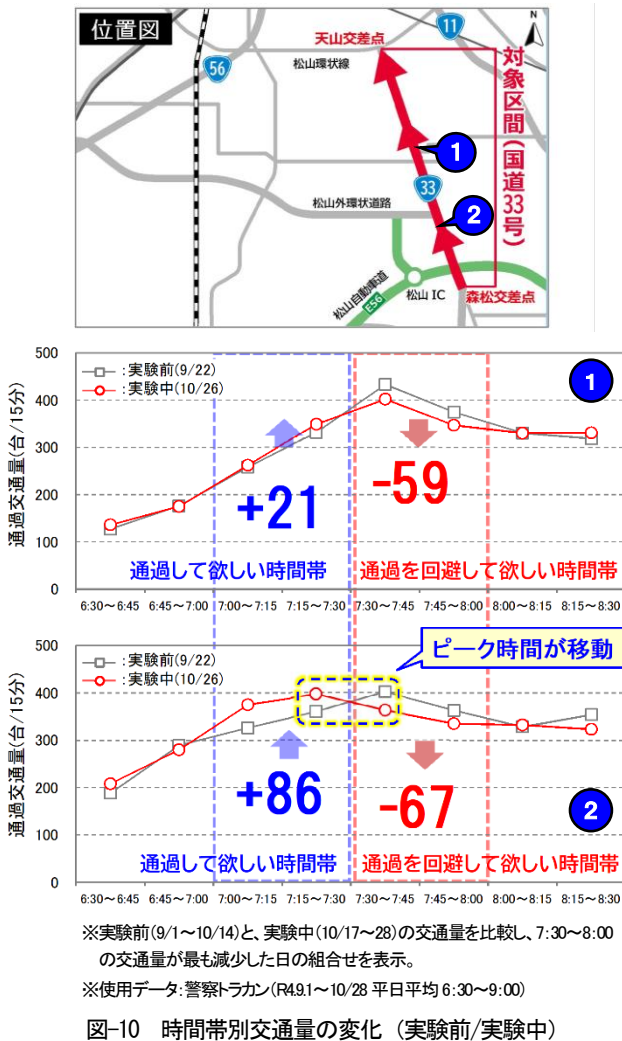 位置図
N
11
天山交差点
56
松山環状線
対象区間(国道33号)
1
33
2
松山外環状道路
松山自動車道
E56
松山IC
森松交差点
500
400
300
200
100
0
通過交通量(台/15分)
:実験前(9/22)
:実験中(10/26)
1
+21
-59
通過して欲しい時間帯
通過を回避して欲しい時間帯
6:30～6:45 6:45～7:00 7:00～7:15 7:15～7:30 7:30～7:45 7:45～8:00 8:00～8:15 8:15～8:30
500
400
300
200
100
0
通過交通量(台/15分)
:実験前(9/22)
:実験中(10/26)
ピーク時間が移動
+86
-67
2
通過して欲しい時間帯
通過を回避して欲しい時間帯
6:30～6:45 6:45～7:00 7:00～7:15 7:15～7:30 7:30～7:45 7:45～8:00 8:00～8:15 8:15～8:30
※実験前(9/1～10/14)と、実験中(10/17～28)の交通量を比較し、7:30～8:00
の交通量が最も減少した日の組合せを表示。
※使用データ:警察トラカン(R4.9.1～10/28 平日平均 6:30～9:00)
図-10 時間帯別交通量の変化 (実験前/実験中)